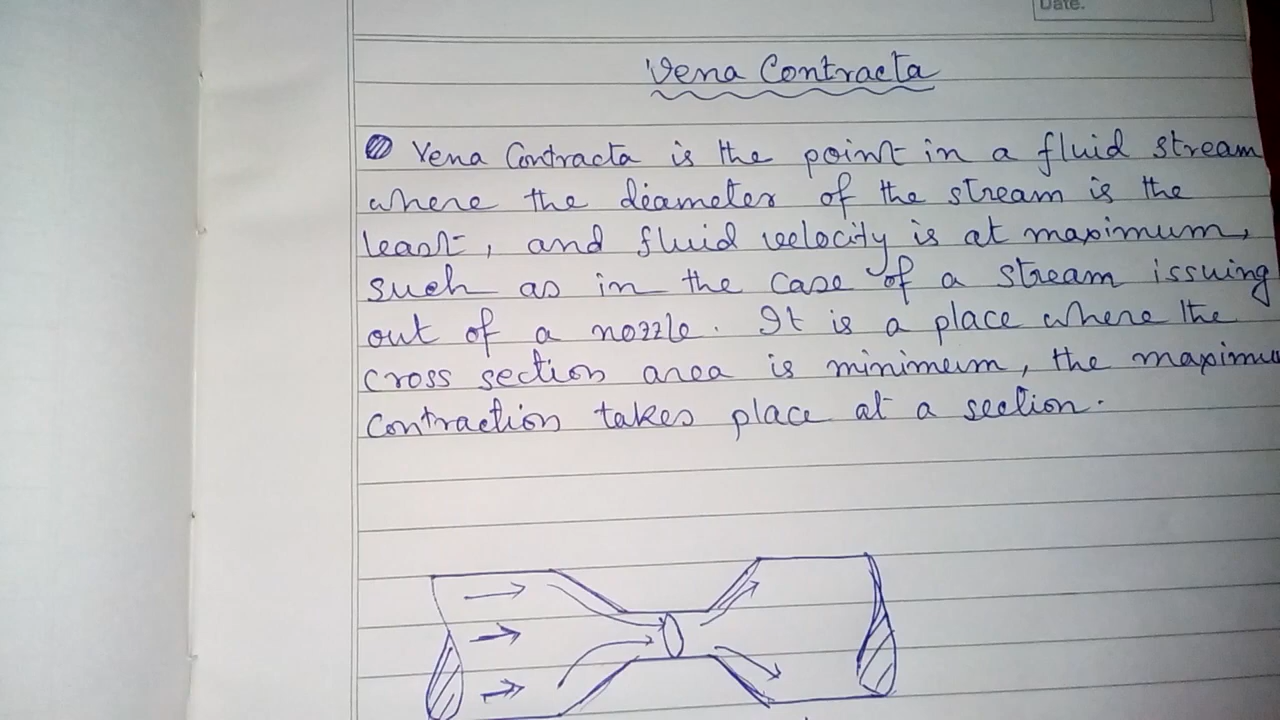 Date.
Vena Contracta
Vena Contracta is the point in a fluid stream
where the diameter of the stream is the
least, and fluid velocity is at maximum,
such as in the case of a stream issuing
out of a nozzle. It is a place where the
cross section area is minimum, the maximu
contraction takes place at a section.